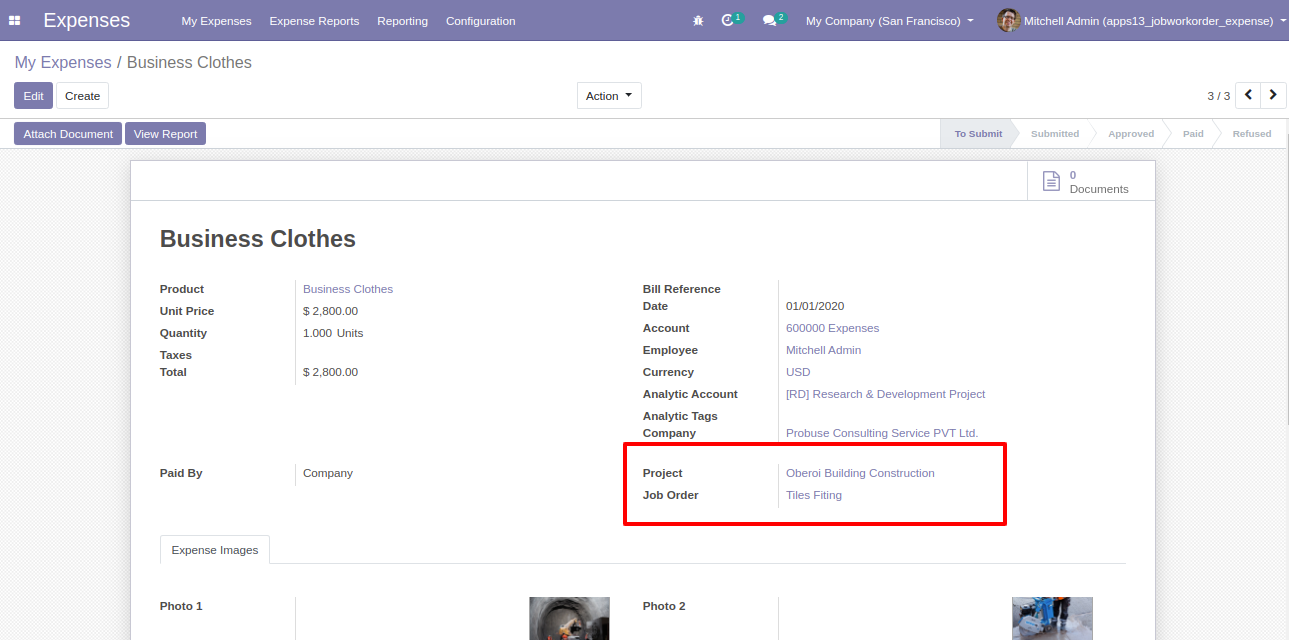 Expenses My Expenses Expense Reports Reporting Configuration 1 2 My Company (San Francisco) Mitchell Admin (apps13_jobworkorder_expense)
My Expenses / Business Clothes
Edit Create Action 3 / 3
Attach Document View Report To Submit Submitted Approved Paid Refused
0
Documents
Business Clothes
Product Business Clothes
Unit Price $ 2,800.00
Quantity 1.000 Units
Taxes
Total $ 2,800.00
Bill Reference
Date 01/01/2020
Account 600000 Expenses
Employee Mitchell Admin
Currency USD
Analytic Account [RD] Research & Development Project
Analytic Tags
Company Probuse Consulting Service PVT Ltd.
Paid By Company
Project Oberoi Building Construction
Job Order Tiles Fiting
Expense Images
Photo 1 Photo 2